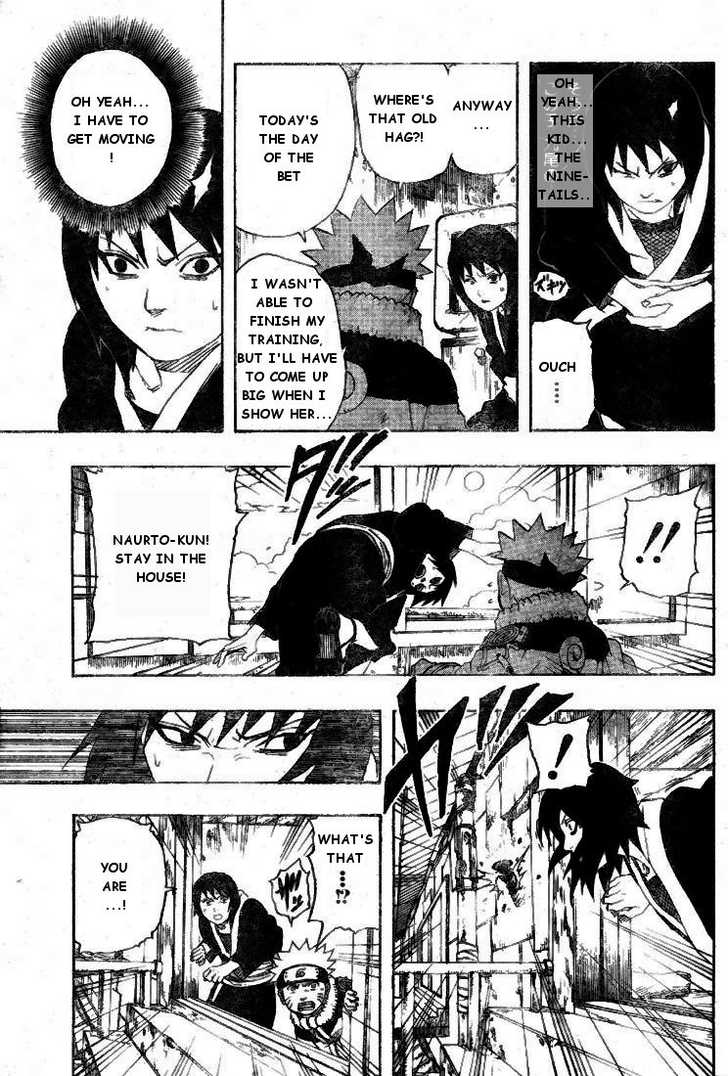 OH
YEAH...
THIS
KID...
THE
NINE-
TAILS..
OUCH
...
ANYWAY
...
WHERE'S
THAT OLD
HAG?!
TODAY'S
THE DAY
OF THE
BET
I WASN'T
ABLE TO
FINISH MY
TRAINING,
BUT I'LL HAVE
TO COME UP
BIG WHEN I
SHOW HER...
OH YEAH...
I HAVE TO
GET MOVING
!
!!
ダッ
NAURTO-KUN!
STAY IN THE
HOUSE!
!
WHAT'S
THAT
...!?
YOU
ARE
...!